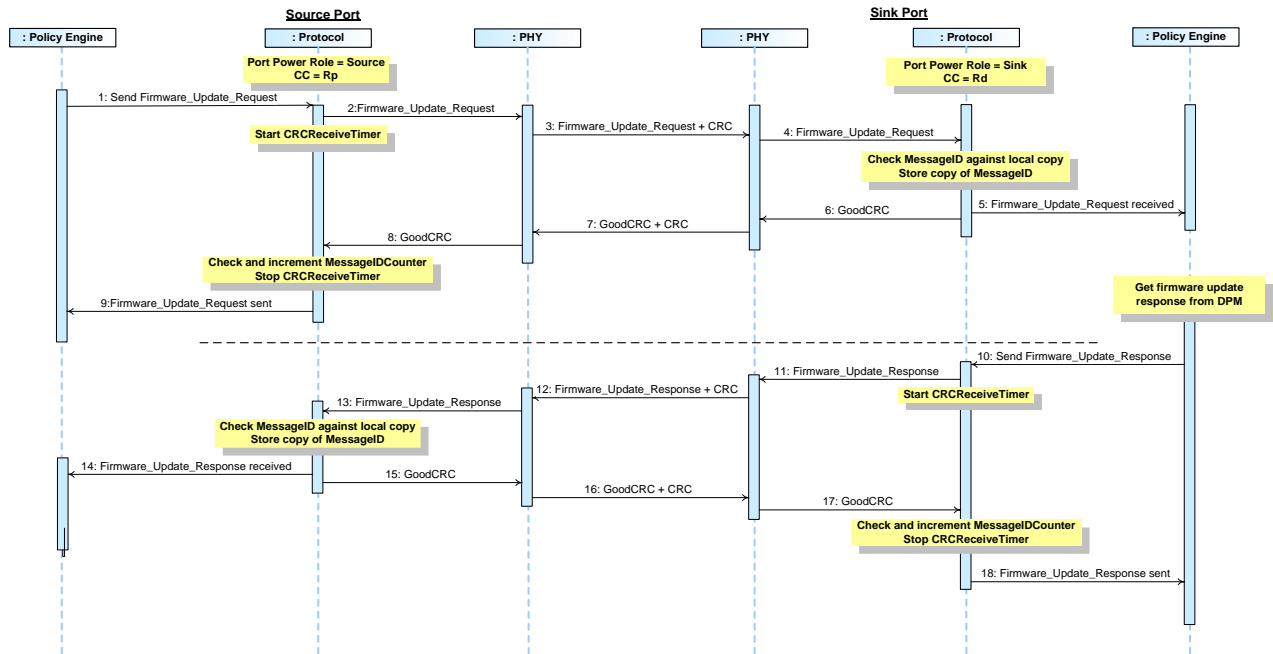 Source Port
Sink Port
: Policy Engine
: Protocol
: PHY
: PHY
: Protocol
: Policy Engine
Port Power Role = Source
CC = Rp
Port Power Role = Sink
CC = Rd
1: Send Firmware_Update_Request
2:Firmware_Update_Request
Start CRCReceiveTimer
3: Firmware_Update_Request + CRC
4: Firmware_Update_Request
Check MessageID against local copy
Store copy of MessageID
5: Firmware_Update_Request received
6: GoodCRC
7: GoodCRC + CRC
8: GoodCRC
Check and increment MessageIDCounter
Stop CRCReceiveTimer
9:Firmware_Update_Request sent
Get firmware update
response from DPM
10: Send Firmware_Update_Response
11: Firmware_Update_Response
Start CRCReceiveTimer
12: Firmware_Update_Response + CRC
13: Firmware_Update_Response
Check MessageID against local copy
Store copy of MessageID
14: Firmware_Update_Response received
15: GoodCRC
16: GoodCRC + CRC
17: GoodCRC
Check and increment MessageIDCounter
Stop CRCReceiveTimer
18: Firmware_Update_Response sent